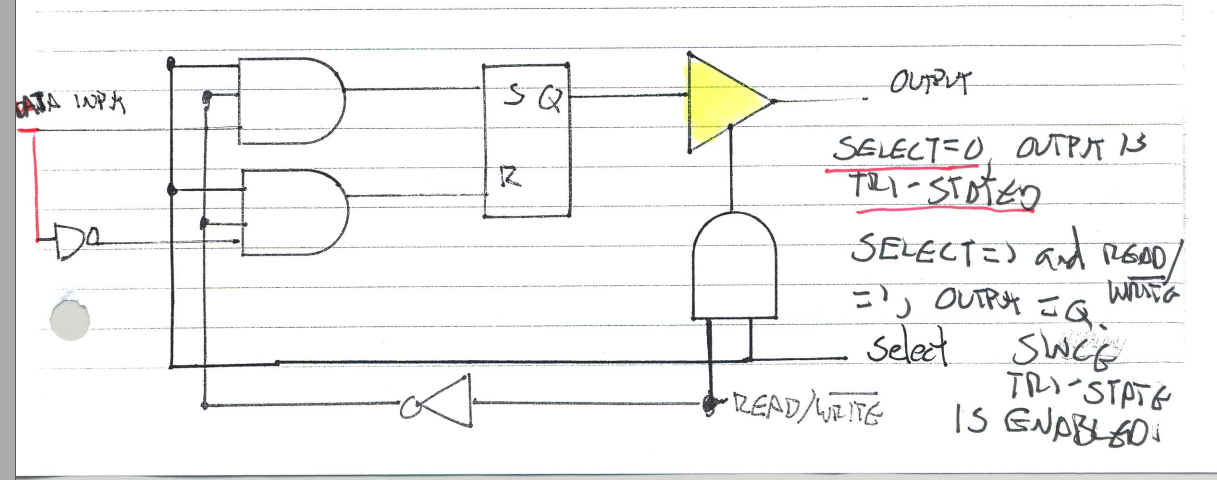 DATA INPUT
S Q
R
OUTPUT
SELECT=0, OUTPUT IS
TRI-STATED
SELECT=1 and READ/
WRITE
=1, OUTPUT = Q.
Select
SINCE
TRI-STATE
IS ENABLED.
READ/WRITE